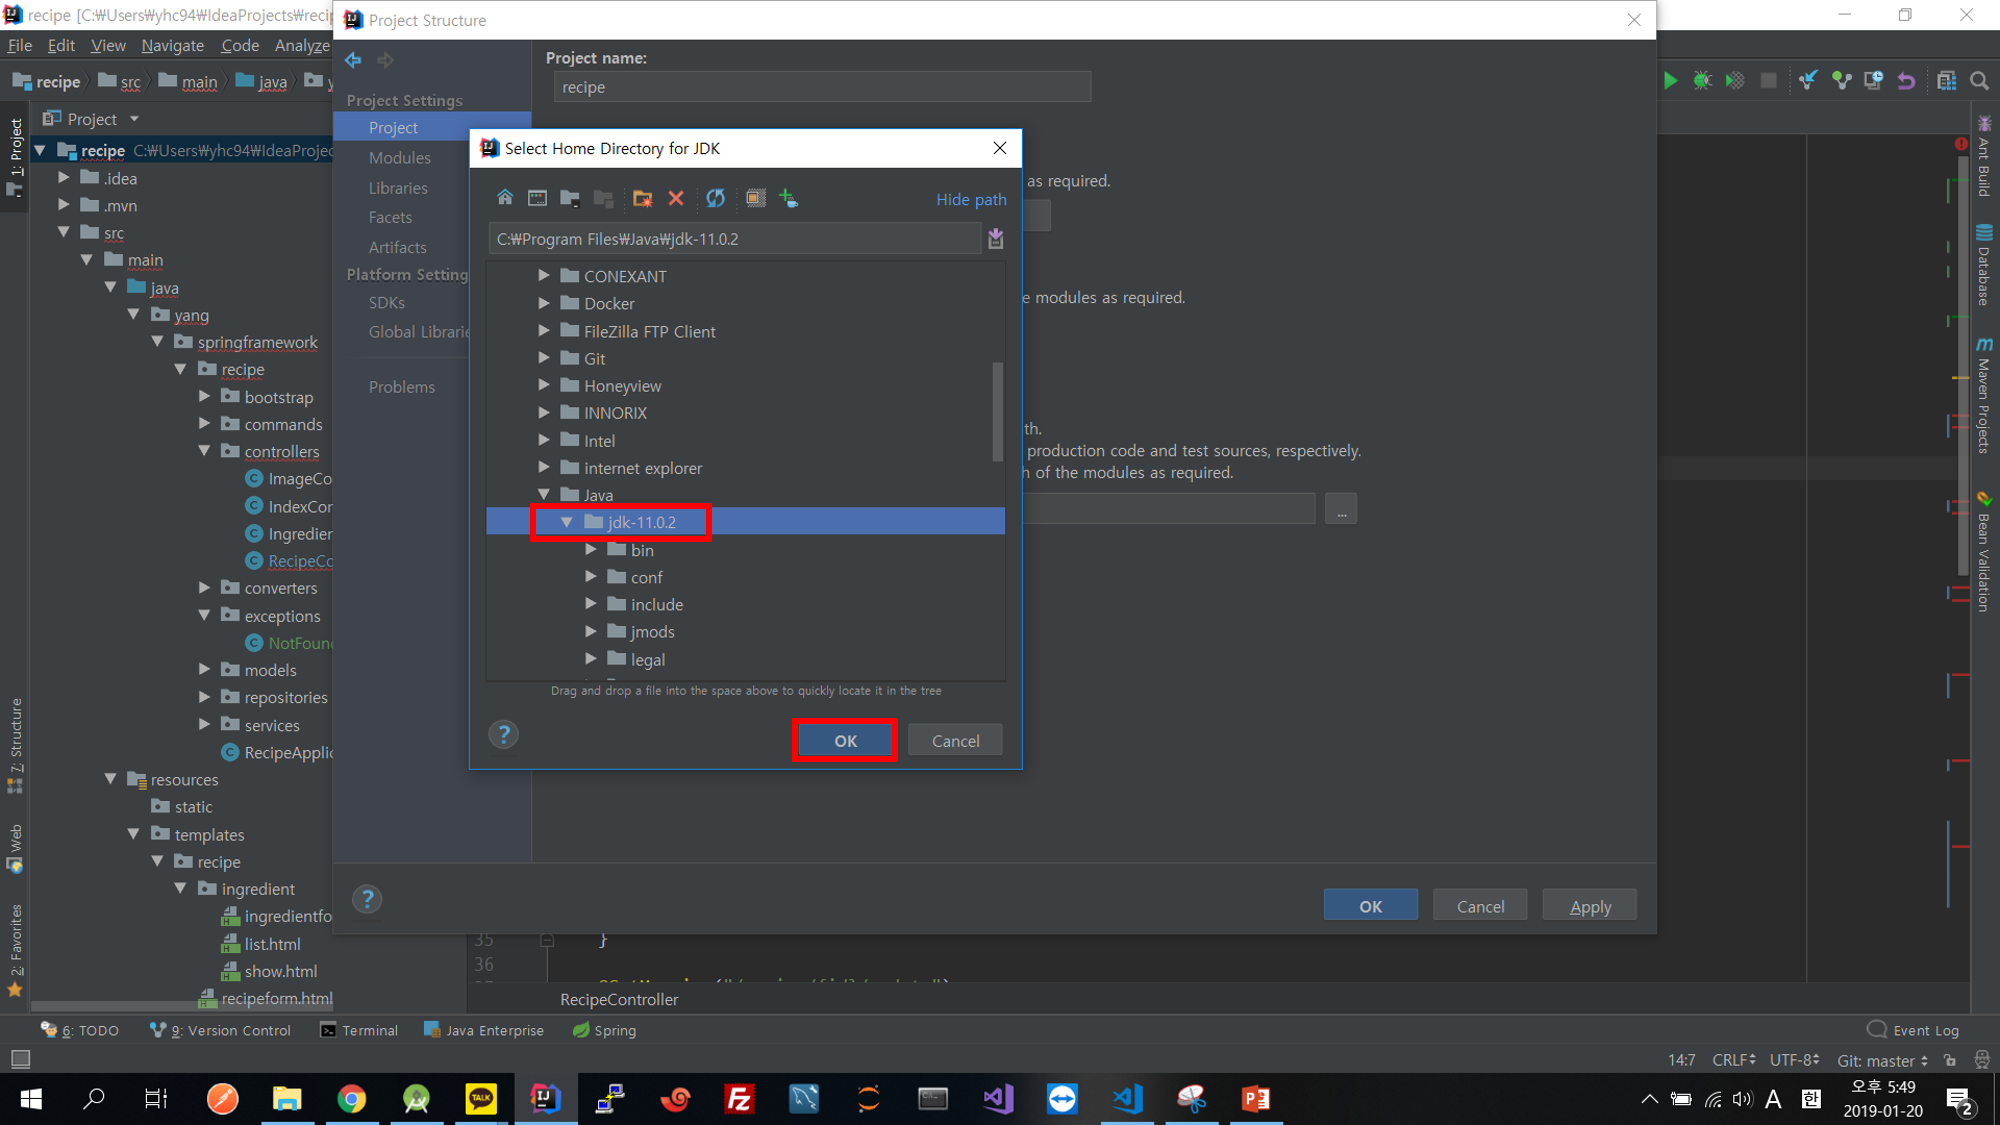 recipe [C:₩Users₩yhc94₩IdeaProjects₩recip
Project Structure
File Edit View Navigate Code Analyze
recipe src main java y
1: Project
Project
recipe C:₩Users₩yhc94₩IdeaProjec
.idea
.mvn
src
main
java
yang
springframework
recipe
bootstrap
commands
controllers
ImageCo
IndexCon
Ingredien
RecipeCo
converters
exceptions
NotFound
models
repositories
services
RecipeApplic
resources
static
templates
recipe
ingredient
ingredientfo
list.html
show.html
recipeform.html
7: Structure
Web
2: Favorites
Project Settings
Project
Modules
Libraries
Facets
Artifacts
Platform Setting
SDKs
Global Librarie
Problems
Project name:
recipe
as required.
e modules as required.
th.
production code and test sources, respectively.
h of the modules as required.
...
Select Home Directory for JDK
Hide path
C:₩Program Files₩Java₩jdk-11.0.2
CONEXANT
Docker
FileZilla FTP Client
Git
Honeyview
INNORIX
Intel
internet explorer
Java
jdk-11.0.2
bin
conf
include
jmods
legal
Drag and drop a file into the space above to quickly locate it in the tree
? OK Cancel
? OK Cancel Apply
35 }
36
RecipeController
Ant Build
Database
Maven Projects
Bean Validation
6: TODO 9: Version Control Terminal Java Enterprise Spring Event Log
14:7 CRLF UTF-8 Git: master
TALK
A 한 오후 5:49
2019-01-20
2